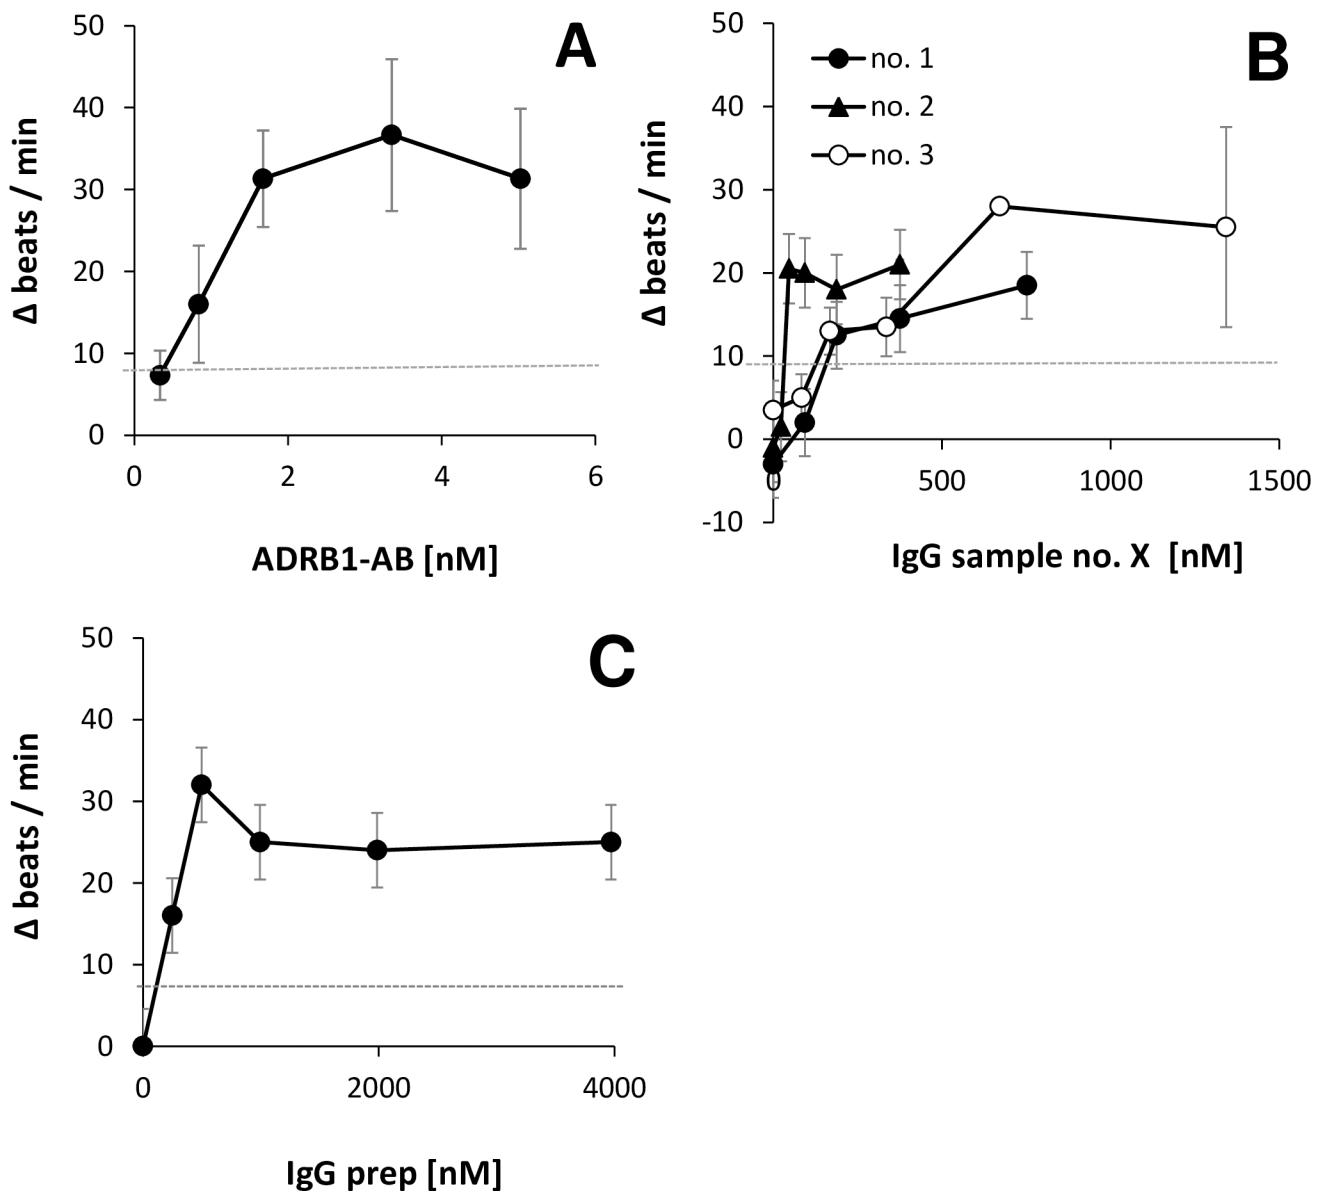 A
Δ beats / min
50
40
30
20
10
0
0 2 4 6
ADRB1-AB [nM]
B
no. 1
no. 2
no. 3
Δ beats / min
50
40
30
20
10
0
-10
0 500 1000 1500
IgG sample no. X [nM]
C
Δ beats / min
50
40
30
20
10
0
0 2000 4000
IgG prep [nM]